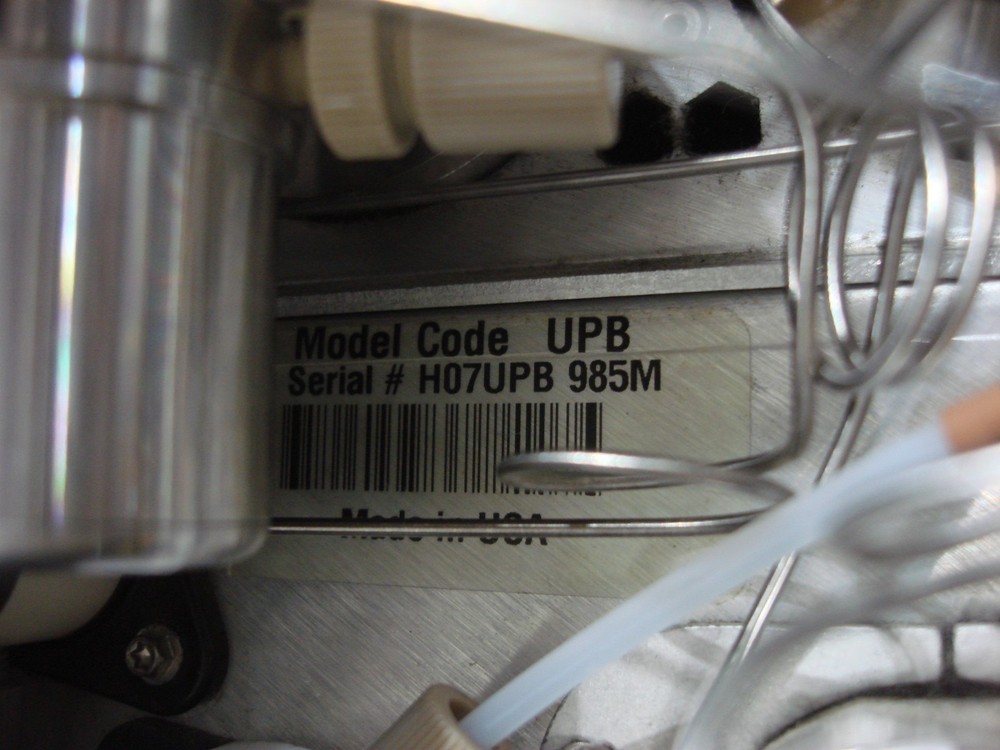 Model Code UPB
Serial # H07UPB 985M
Made in USA